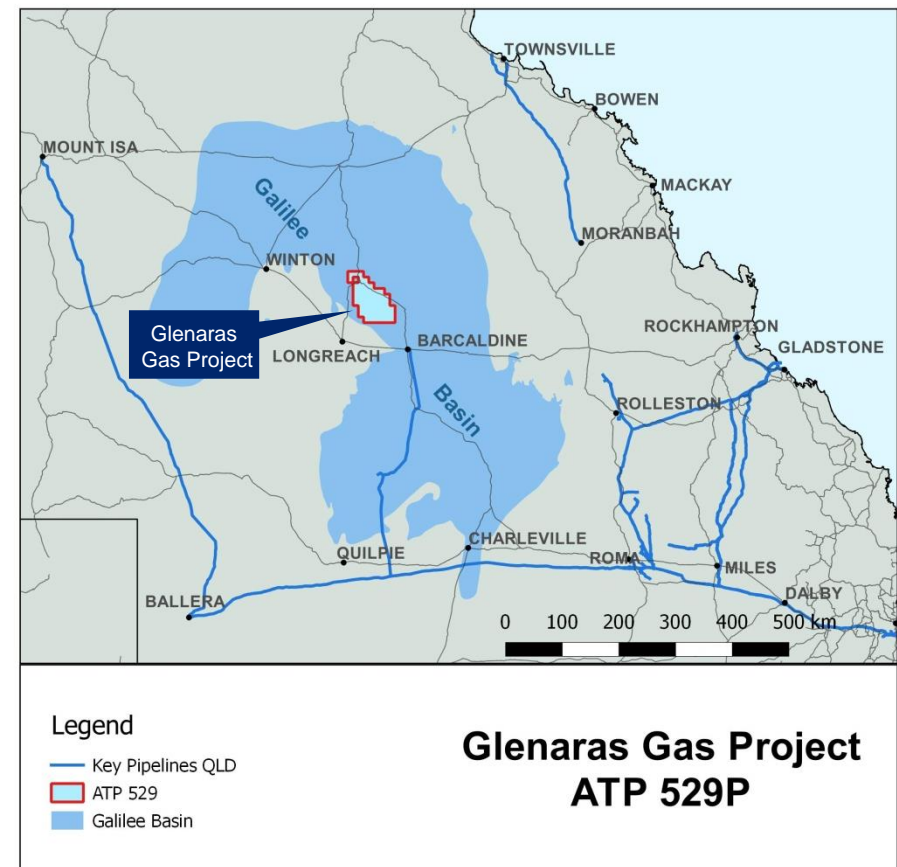 TOWNSVILLE
BOWEN
MOUNT ISA
MACKAY
Galilee
MORANBAH
WINTON
Glenaras
Gas Project
ROCKHAMPTON
LONGREACH
BARCALDINE
GLADSTONE
Basin
ROLLESTON
CHARLEVILLE
QUILPIE
ROMA
MILES
BALLERA
DALBY
0 100 200 300 400 500 km
Legend
Key Pipelines QLD
ATP 529
Galilee Basin
Glenaras Gas Project
ATP 529P